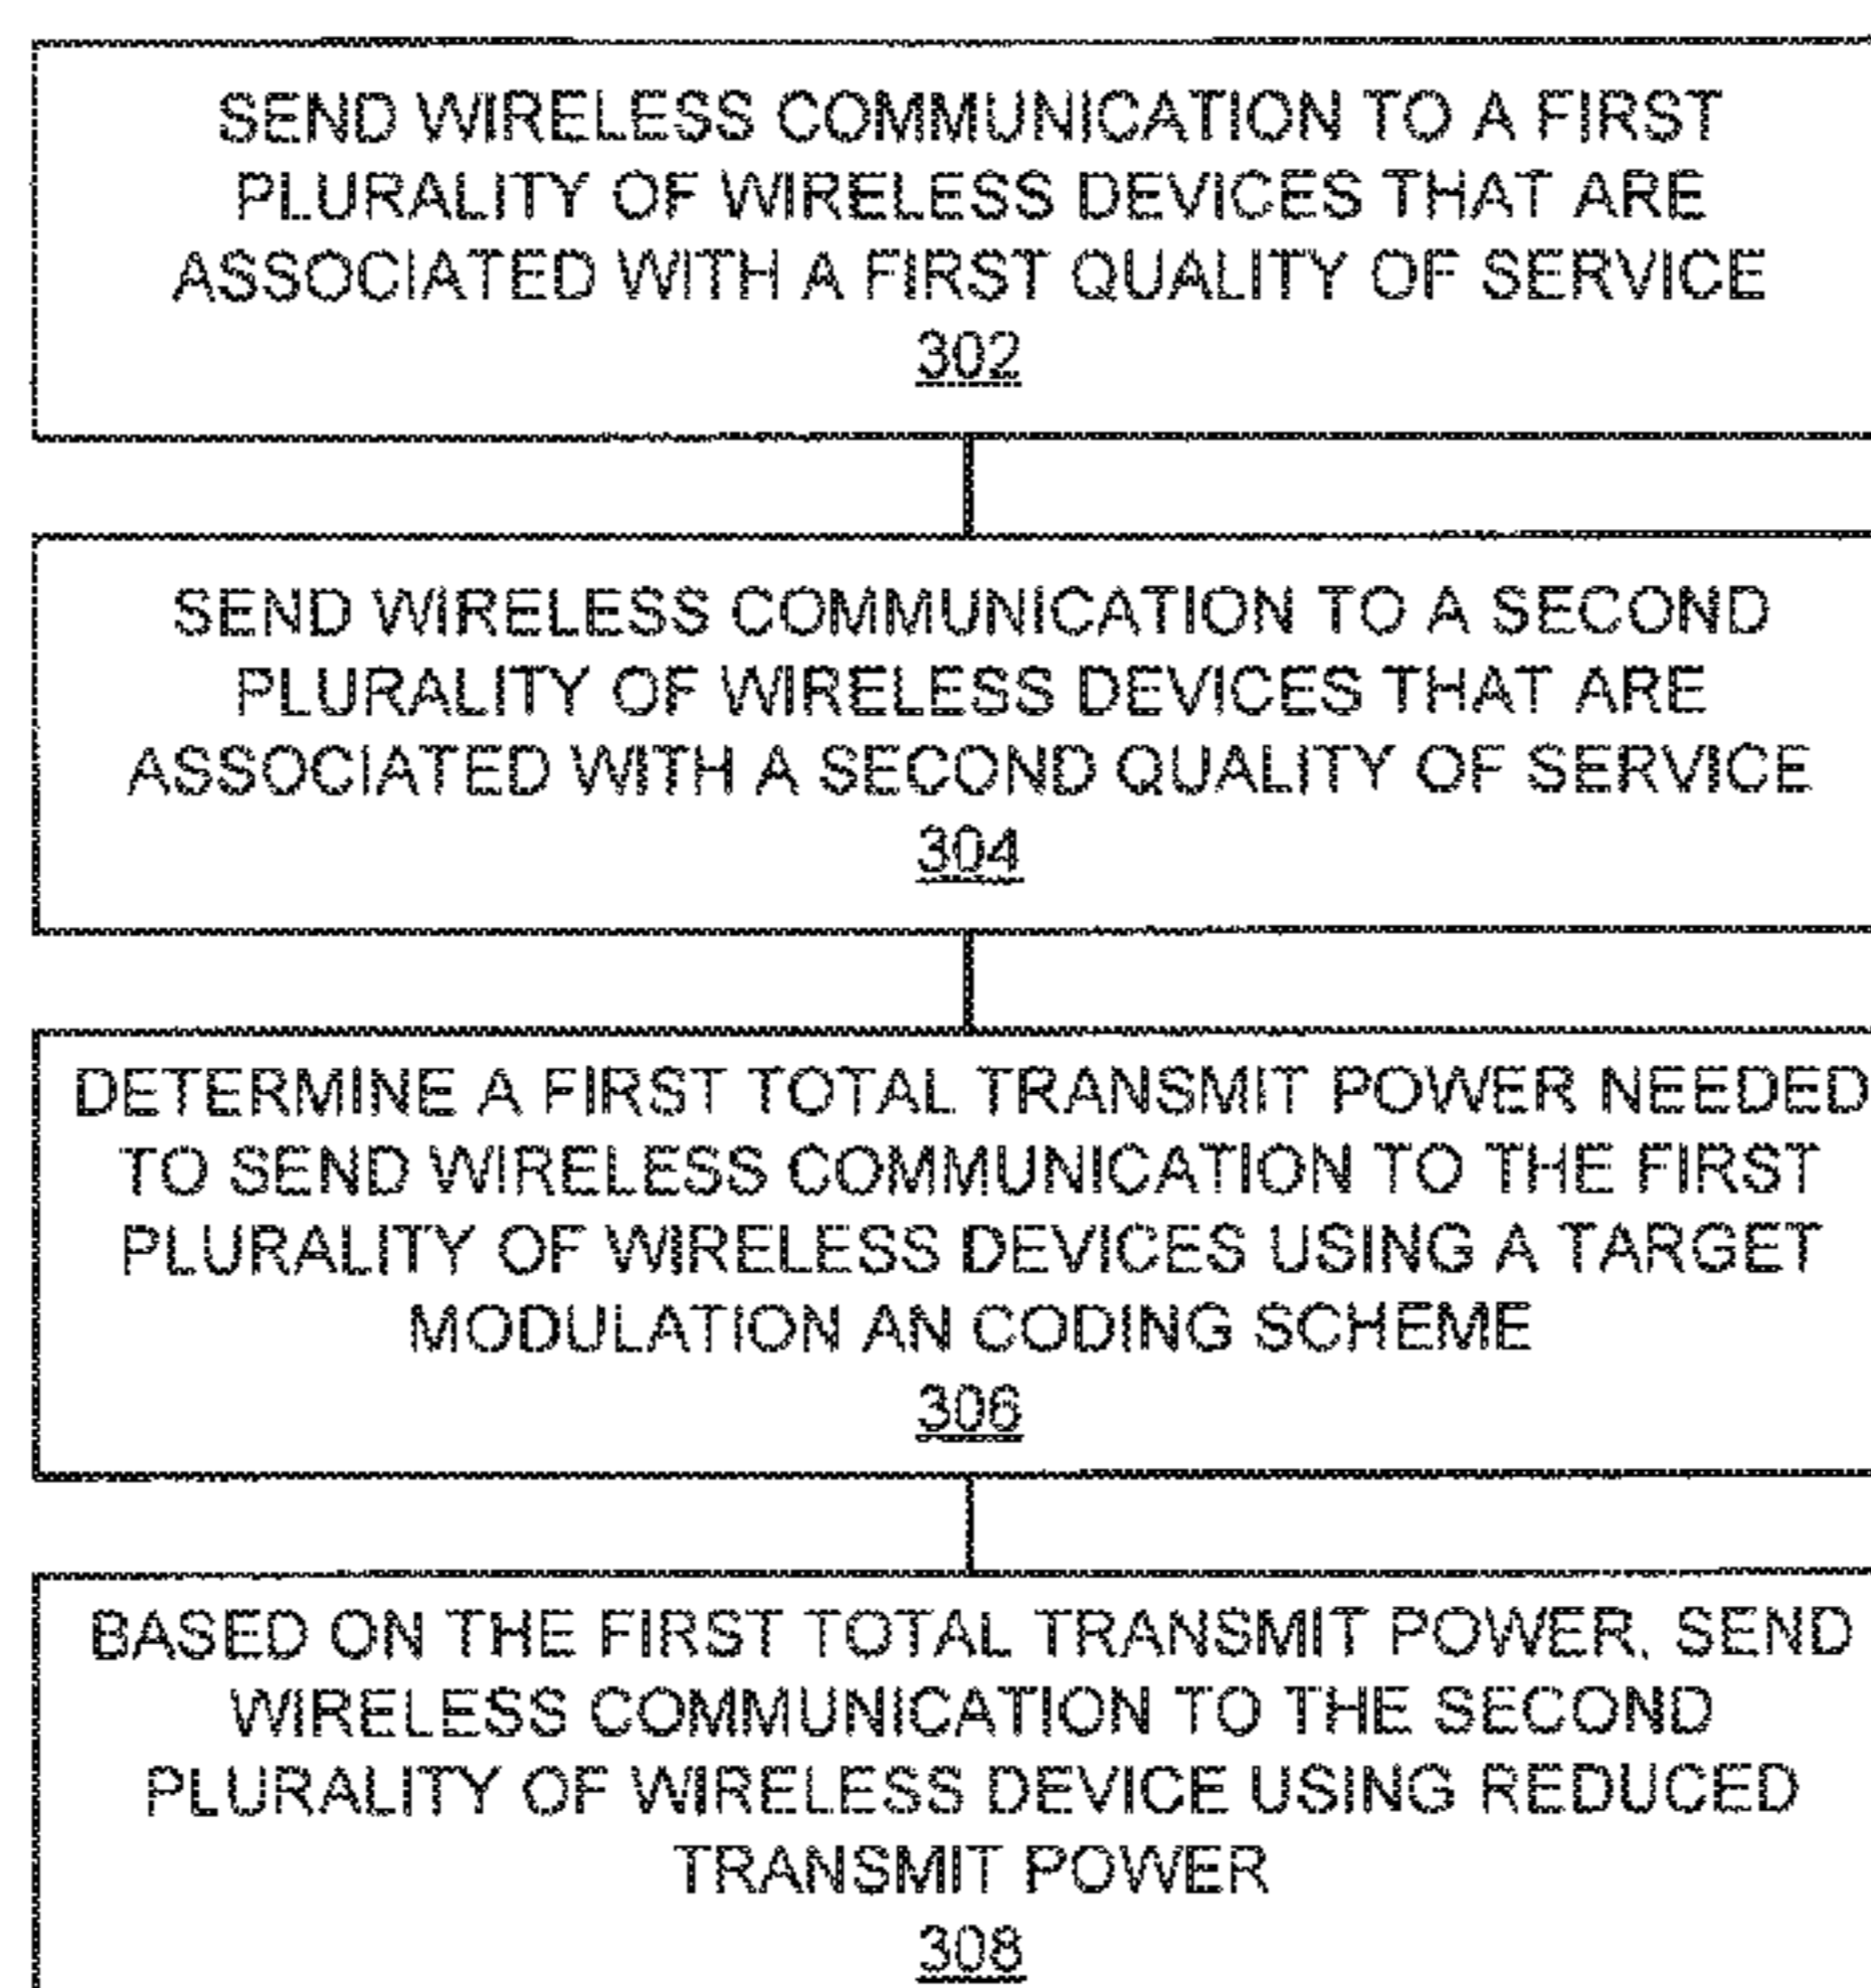 SEND WIRELESS COMMUNICATION TO A FIRST
PLURALITY OF WIRELESS DEVICES THAT ARE
ASSOCIATED WITH A FIRST QUALITY OF SERVICE
302
SEND WIRELESS COMMUNICATION TO A SECOND
PLURALITY OF WIRELESS DEVICES THAT ARE
ASSOCIATED WITH A SECOND QUALITY OF SERVICE
304
DETERMINE A FIRST TOTAL TRANSMIT POWER NEEDED
TO SEND WIRELESS COMMUNICATION TO THE FIRST
PLURALITY OF WIRELESS DEVICES USING A TARGET
MODULATION AN CODING SCHEME
306
BASED ON THE FIRST TOTAL TRANSMIT POWER, SEND
WIRELESS COMMUNICATION TO THE SECOND
PLURALITY OF WIRELESS DEVICE USING REDUCED
TRANSMIT POWER
308